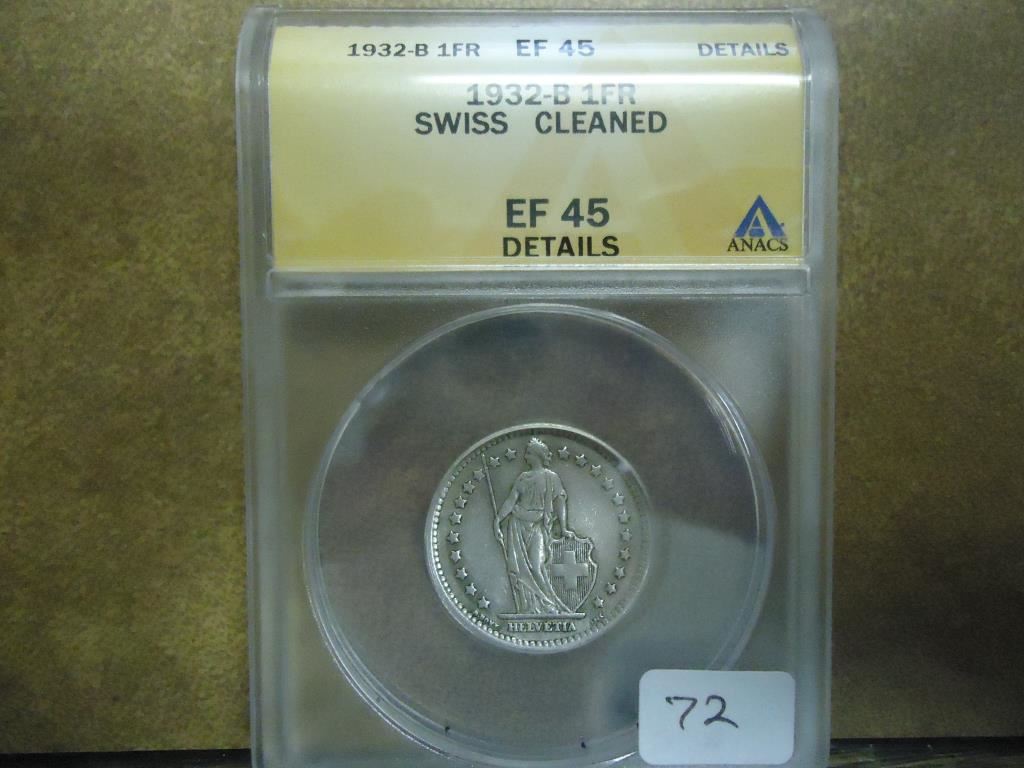 1932-B 1FR EF 45 DETAILS
1932-B 1FR
SWISS CLEANED
EF 45
DETAILS
ANACS
HELVETIA
72